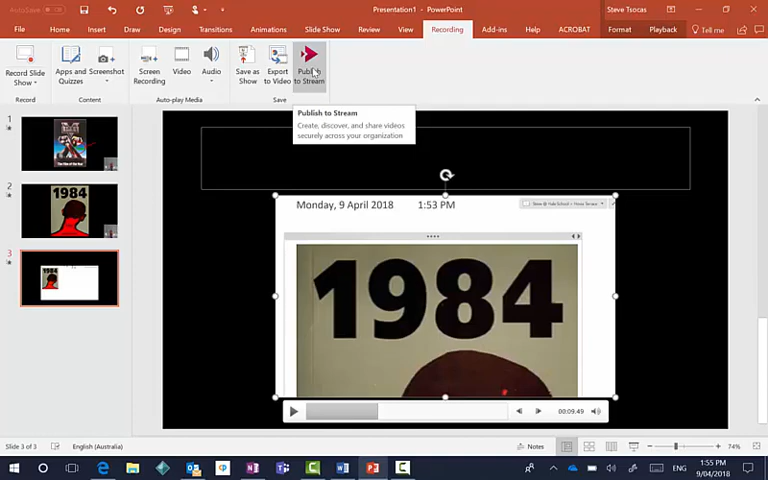 AutoSave
Presentation1 - PowerPoint
Steve Tsocas
File Home Insert Draw Design Transitions Animations Slide Show Review View Recording Add-ins Help ACROBAT Format Playback Tell me
Record Slide Show
Apps and Quizzes
Screenshot
Screen Recording
Video
Audio
Save as Show
Export to Video
Publish to Stream
Record
Content
Auto-play Media
Save
Publish to Stream
Create, discover, and share videos
securely across your organization
1
2
1984
3
Monday, 9 April 2018 1:53 PM
1984
00:09.49
Slide 3 of 3 English (Australia) Notes 74%
ENG
1:55 PM
9/04/2018